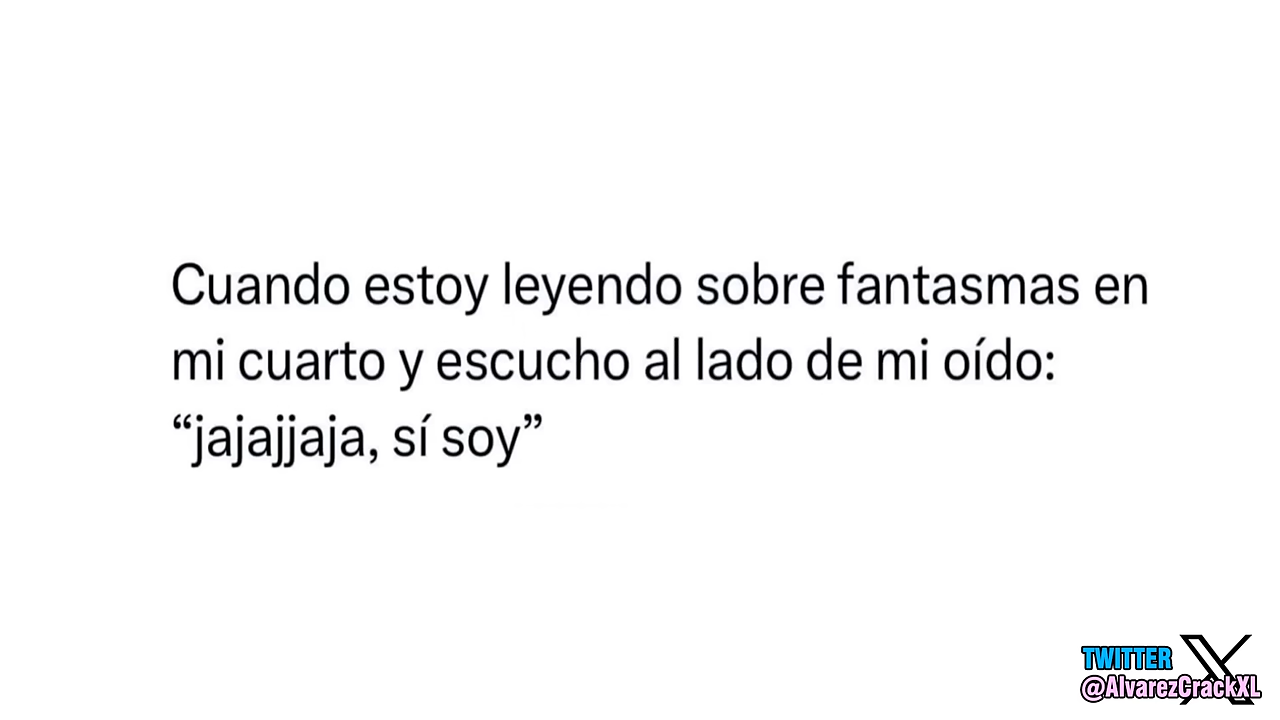 Cuando estoy leyendo sobre fantasmas en
mi cuarto y escucho al lado de mi oído:
“jajajjaja, sí soy”
TWITTER
@AlvarezCrackXL